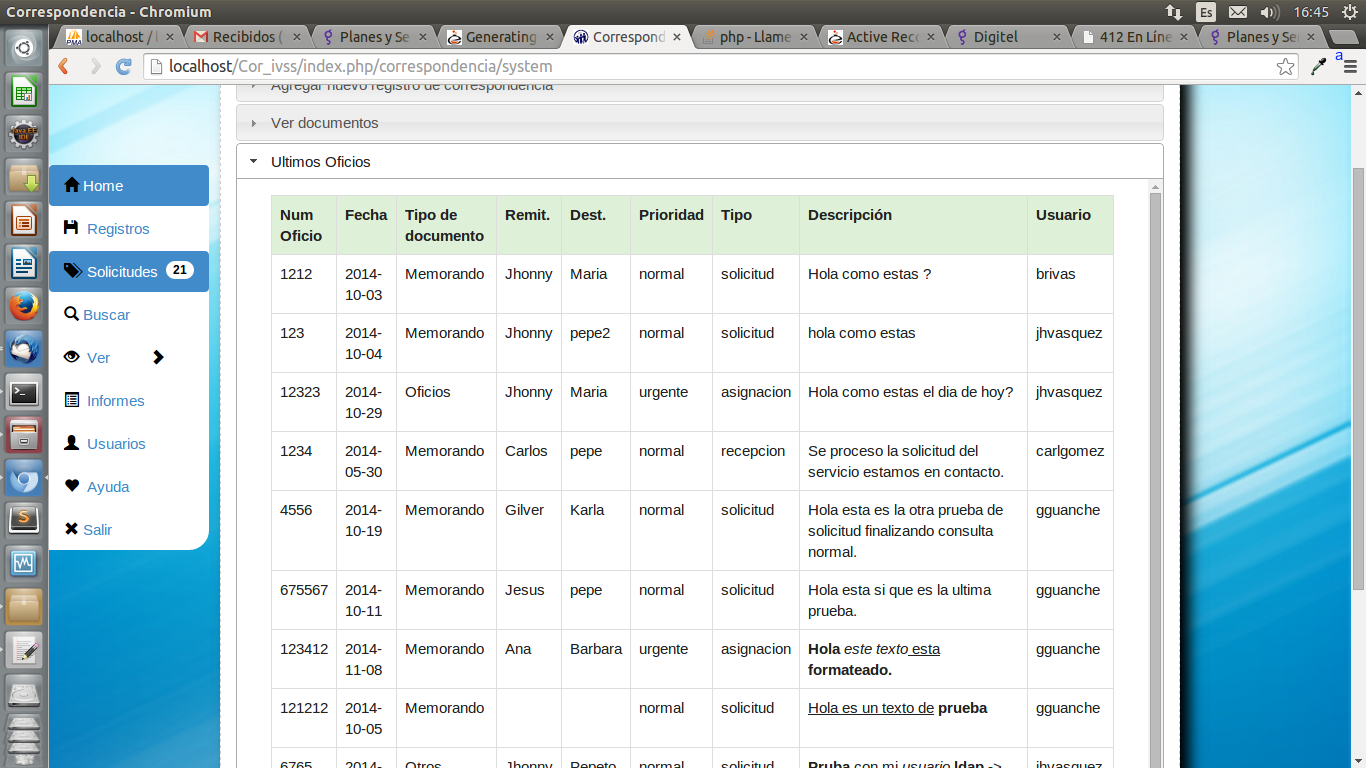 Correspondencia - Chromium
Es
16:45
localhost / l
Recibidos (
Planes y Se
Generating
Correspond
php - Llame
Active Reco
Digitel
412 En Líne
Planes y Ser
localhost/Cor_ivss/index.php/correspondencia/system
a
Agregar nuevo registro de correspondencia
Ver documentos
Ultimos Oficios
Home
Registros
Solicitudes 21
Buscar
Ver
Informes
Usuarios
Ayuda
Salir
Num Fecha Tipo de Remit. Dest. Prioridad Tipo Descripción Usuario
Oficio documento
1212 2014- Memorando Jhonny Maria normal solicitud Hola como estas ? brivas
10-03
123 2014- Memorando Jhonny pepe2 normal solicitud hola como estas jhvasquez
10-04
12323 2014- Oficios Jhonny Maria urgente asignacion Hola como estas el dia de hoy? jhvasquez
10-29
1234 2014- Memorando Carlos pepe normal recepcion Se proceso la solicitud del carlgomez
05-30 servicio estamos en contacto.
4556 2014- Memorando Gilver Karla normal solicitud Hola esta es la otra prueba de gguanche
10-19 solicitud finalizando consulta
normal.
675567 2014- Memorando Jesus pepe normal solicitud Hola esta si que es la ultima gguanche
10-11 prueba.
123412 2014- Memorando Ana Barbara urgente asignacion Hola este texto esta gguanche
11-08 formateado.
121212 2014- Memorando normal solicitud Hola es un texto de prueba gguanche
10-05
6765 2014- Otros Jhonny Pepeto normal solicitud Pruba con mi usuario ldap -> jhvasquez